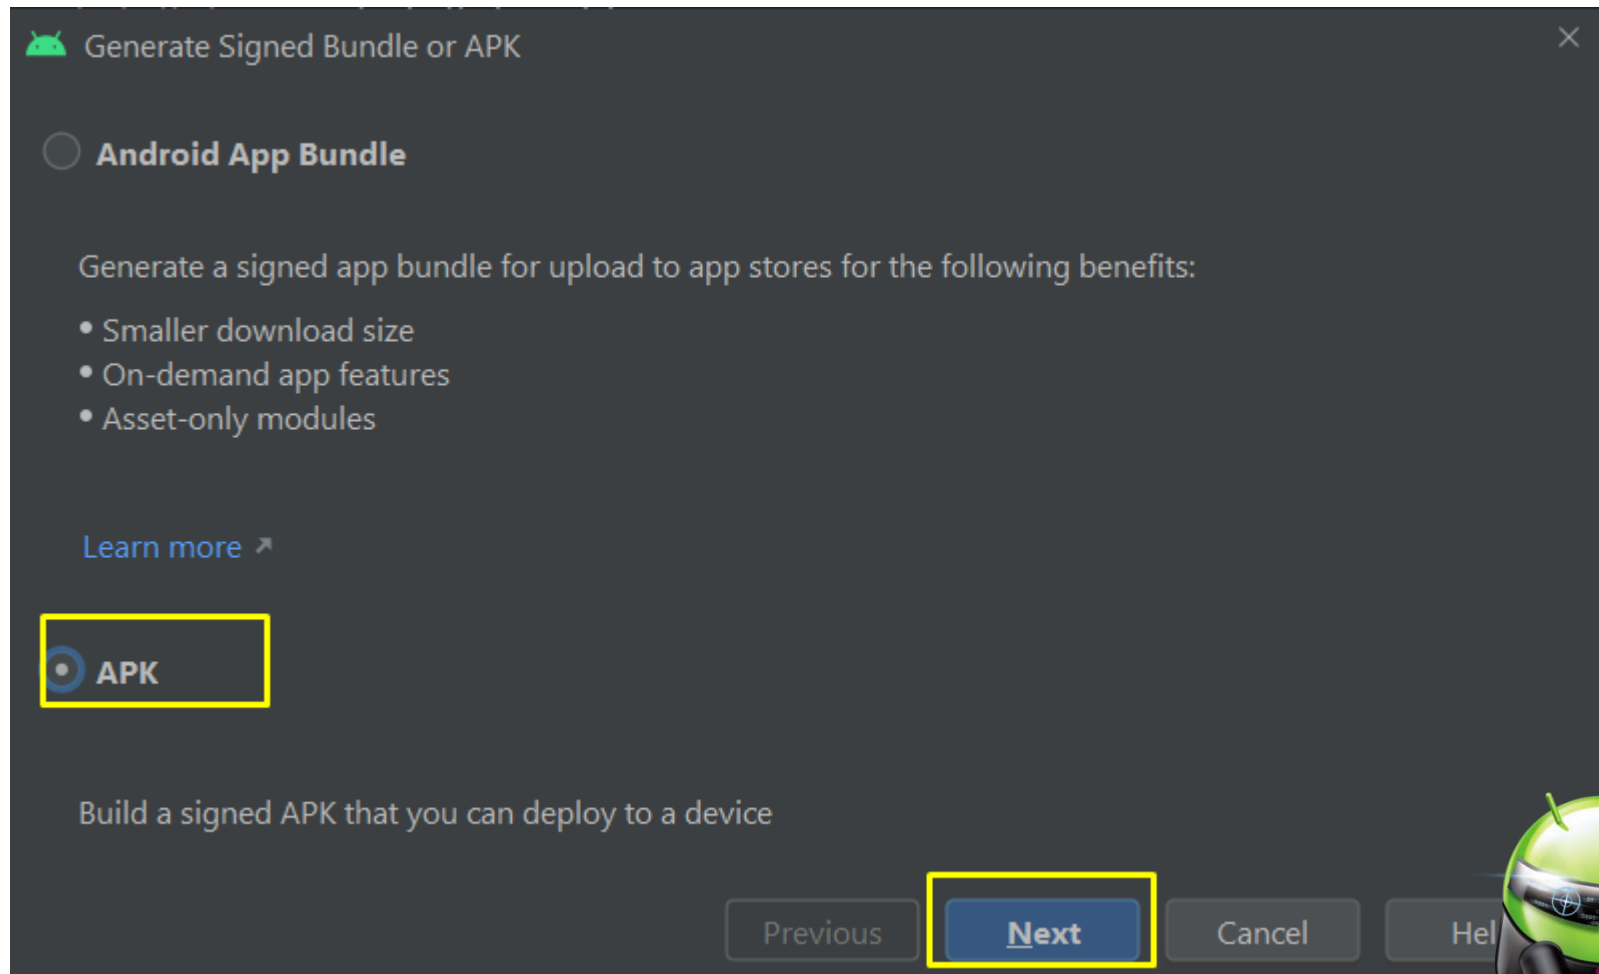 Generate Signed Bundle or APK
Android App Bundle
Generate a signed app bundle for upload to app stores for the following benefits:
• Smaller download size
• On-demand app features
• Asset-only modules
Learn more
APK
Build a signed APK that you can deploy to a device
Previous Next Cancel Hel